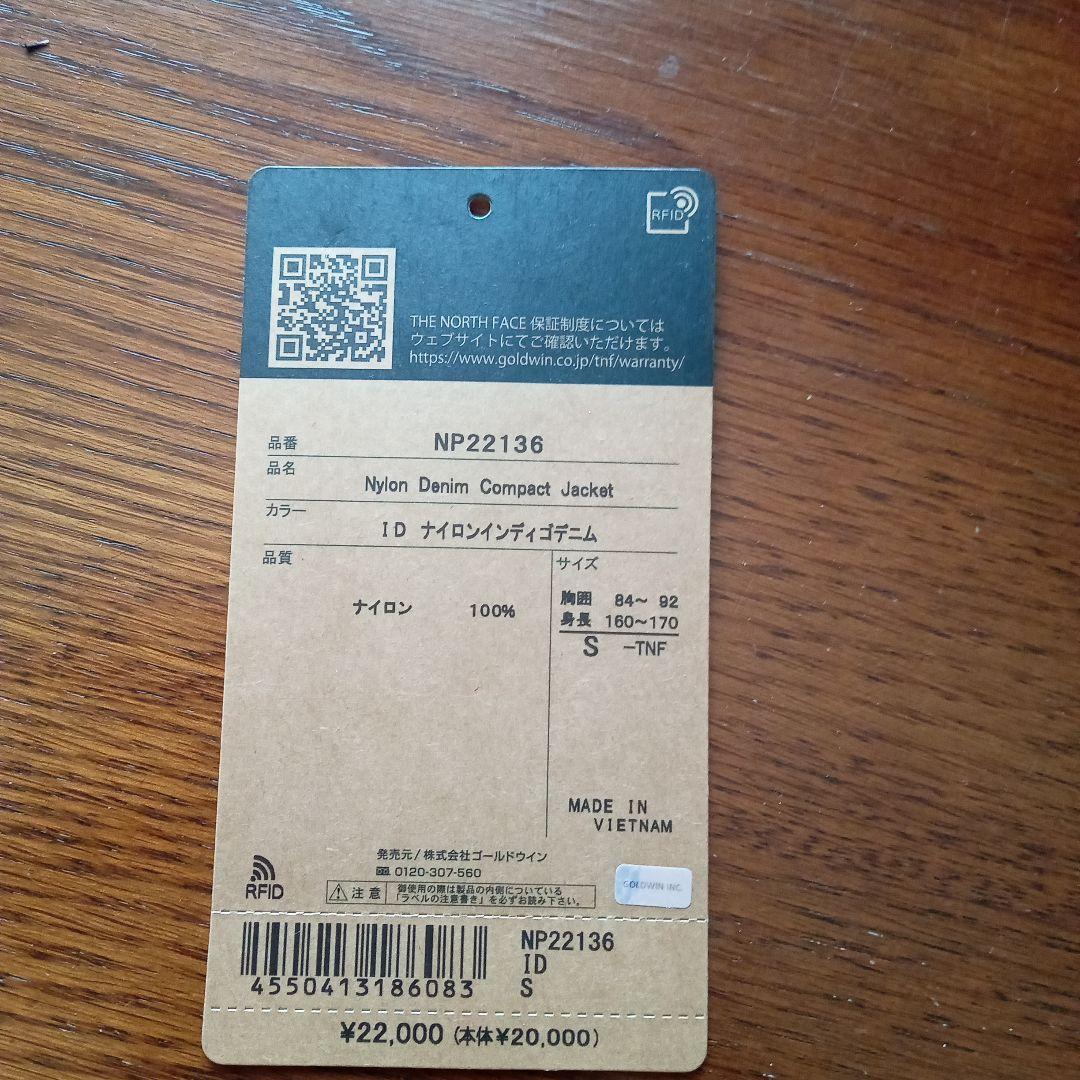 RFID
THE NORTH FACE 保証制度については
ウェブサイトにてご確認いただけます。
https://www.goldwin.co.jp/tnf/warranty/
品番 NP22136
品名
Nylon Denim Compact Jacket
カラー
ID ナイロンインディゴデニム
品質
サイズ
ナイロン 100%
胸囲 84～ 92
身長 160～170
S -TNF
MADE IN
VIETNAM
発売元/株式会社ゴールドウイン
0120-307-560
RFID
注意
御使用の際は製品の内側についている
「ラベルの注意書き」を必ずお読み下さい。
GOLDWIN INC.
4550413186083
NP22136
ID
S
¥22,000 (本体¥20,000)